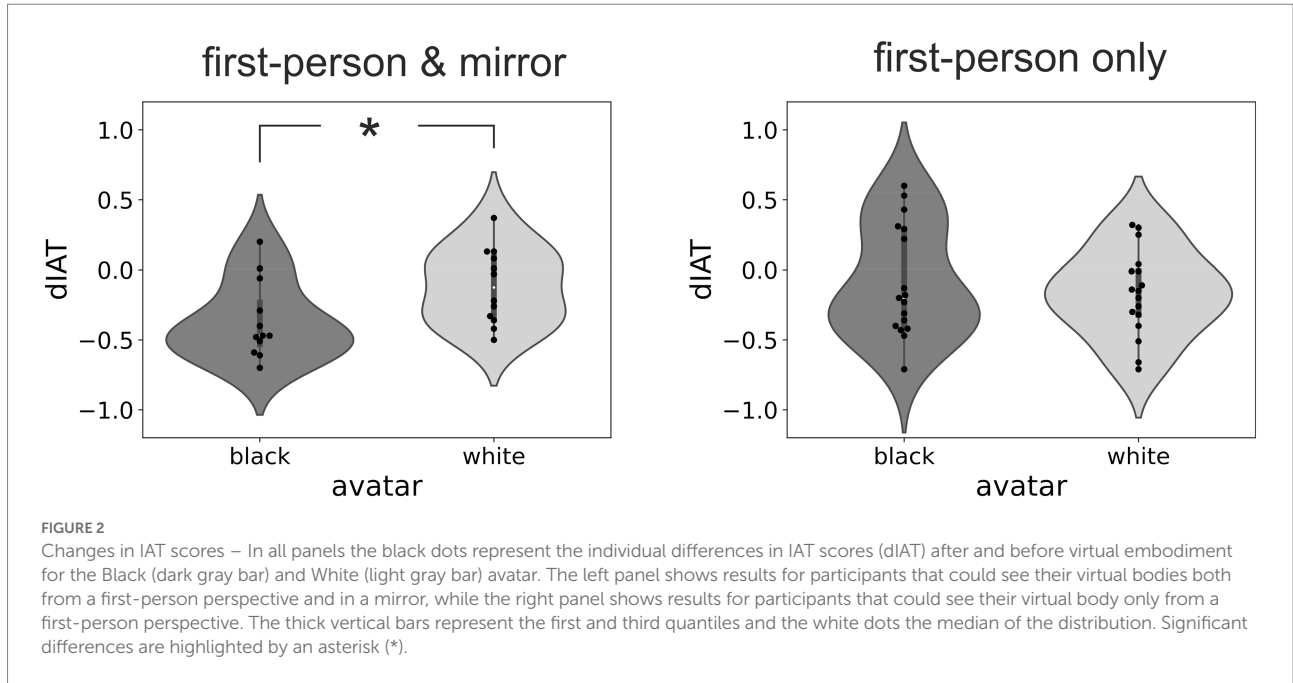 first-person & mirror
first-person only
1.0
0.5
0.0
−0.5
−1.0
dIAT
*
black
white
avatar
1.0
0.5
0.0
−0.5
−1.0
dIAT
black
white
avatar
FIGURE 2
Changes in IAT scores – In all panels the black dots represent the individual differences in IAT scores (dIAT) after and before virtual embodiment
for the Black (dark gray bar) and White (light gray bar) avatar. The left panel shows results for participants that could see their virtual bodies both
from a first-person perspective and in a mirror, while the right panel shows results for participants that could see their virtual body only from a
first-person perspective. The thick vertical bars represent the first and third quantiles and the white dots the median of the distribution. Significant
differences are highlighted by an asterisk (*).